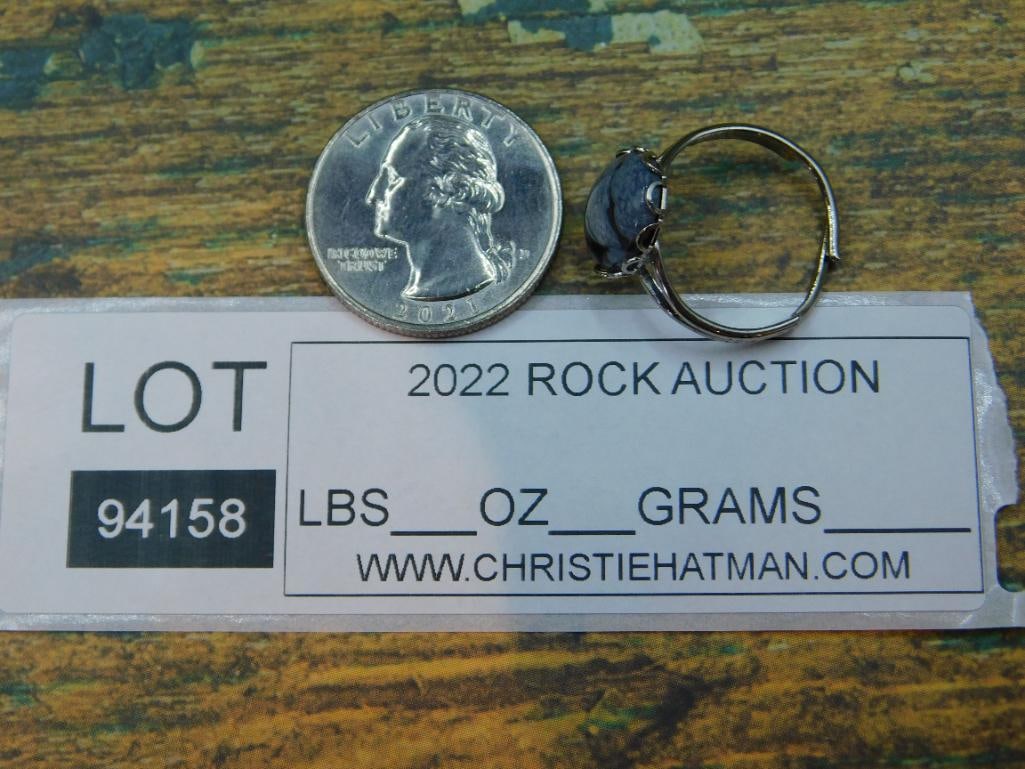 LIBERTY
IN GOD WE
TRUST
2021
LOT
94158
2022 ROCK AUCTION
LBS___OZ___GRAMS_____
WWW.CHRISTIEHATMAN.COM